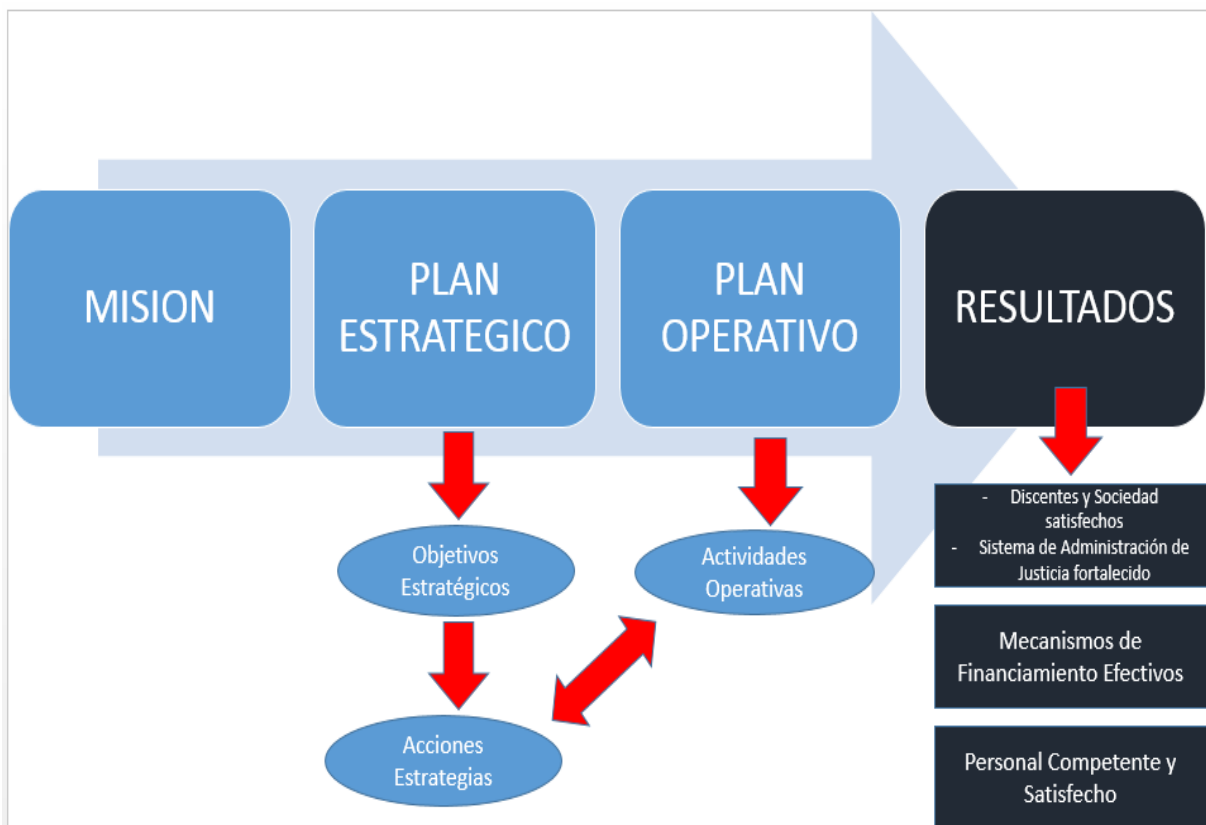 MISION
PLAN
ESTRATEGICO
PLAN
OPERATIVO
RESULTADOS
Objetivos
Estratégicos
Acciones
Estrategias
Actividades
Operativas
- Discentes y Sociedad
satisfechos
- Sistema de Administración de
Justicia fortalecido
Mecanismos de
Financiamiento Efectivos
Personal Competente y
Satisfecho